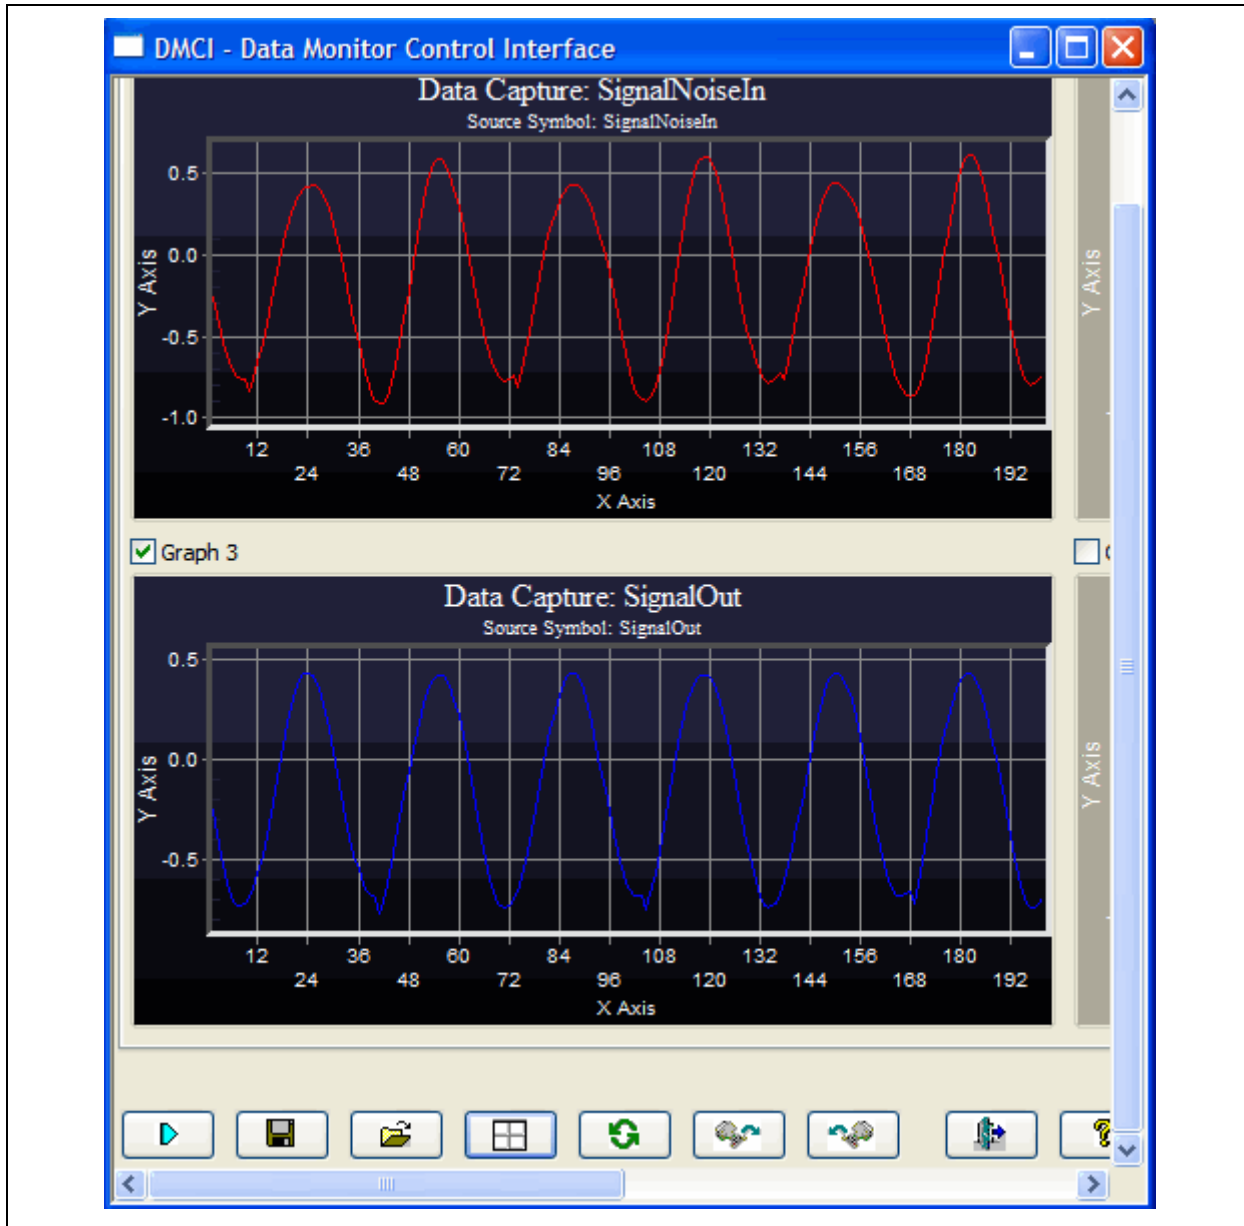 DMCI - Data Monitor Control Interface
Data Capture: SignalNoiseIn
Source Symbol: SignalNoiseIn
0.5
0.0
-0.5
-1.0
Y Axis
12 36 60 84 108 132 156 180
24 48 72 96 120 144 168 192
X Axis
Y Axis
Graph 3
Data Capture: SignalOut
Source Symbol: SignalOut
0.5
0.0
-0.5
Y Axis
12 36 60 84 108 132 156 180
24 48 72 96 120 144 168 192
X Axis
Y Axis
?